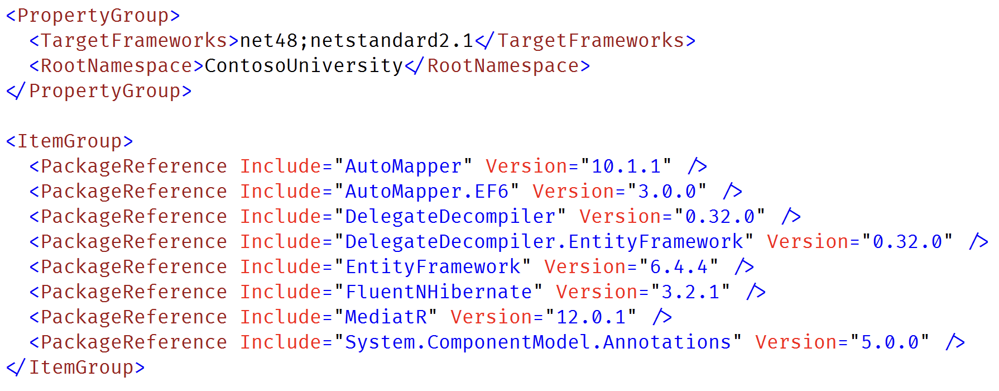 <PropertyGroup>
  <TargetFrameworks>net48;netstandard2.1</TargetFrameworks>
  <RootNamespace>ContosoUniversity</RootNamespace>
</PropertyGroup>

<ItemGroup>
  <PackageReference Include="AutoMapper" Version="10.1.1" />
  <PackageReference Include="AutoMapper.EF6" Version="3.0.0" />
  <PackageReference Include="DelegateDecompiler" Version="0.32.0" />
  <PackageReference Include="DelegateDecompiler.EntityFramework" Version="0.32.0" />
  <PackageReference Include="EntityFramework" Version="6.4.4" />
  <PackageReference Include="FluentNHibernate" Version="3.2.1" />
  <PackageReference Include="MediatR" Version="12.0.1" />
  <PackageReference Include="System.ComponentModel.Annotations" Version="5.0.0" />
</ItemGroup>